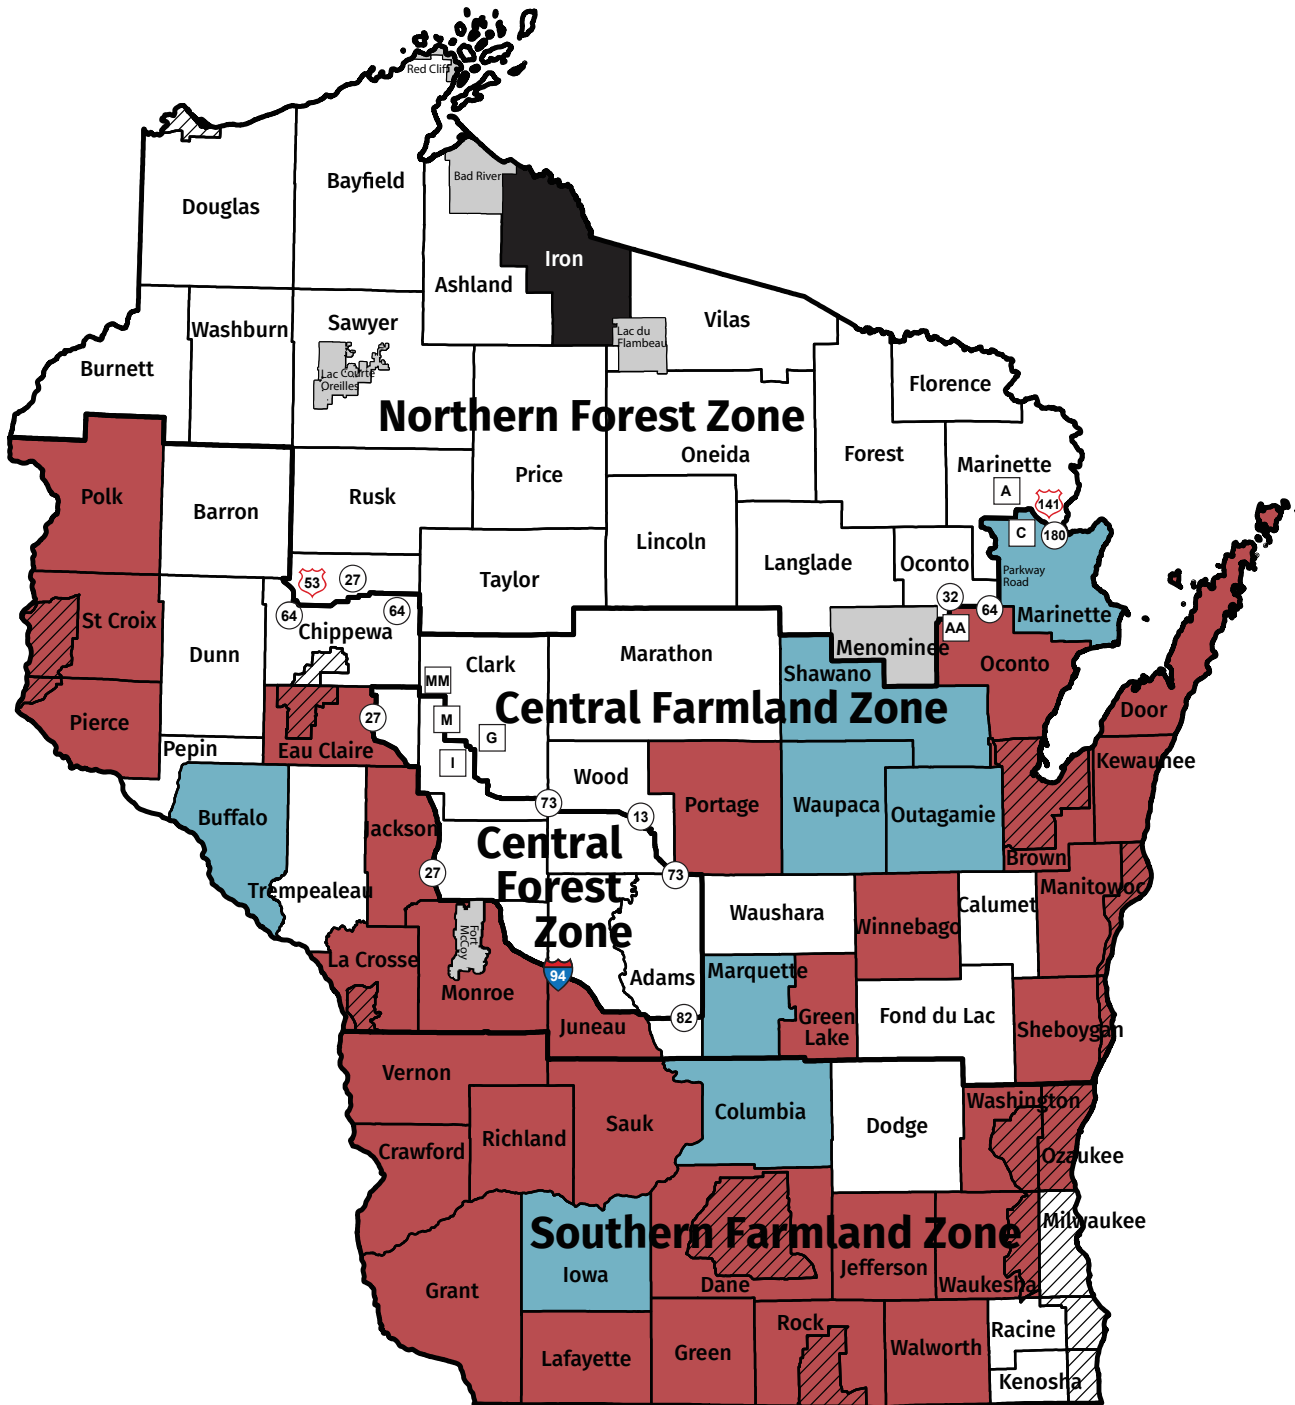 Red Cliff
Bad River
Bayfield
Douglas
Iron
Ashland
Vilas
Washburn
Sawyer
Lac du
Flambeau
Burnett
Lac Courte
Oreilles
Florence
Northern Forest Zone
Oneida
Forest
Marinette
Price
Polk
Rusk
A
141
Barron
C
180
Lincoln
Langlade
Oconto
Parkway
Road
Taylor
53
27
32
64
64
64
Marinette
St Croix
Chippewa
AA
Menominee
Dunn
Clark
Marathon
Shawano
Oconto
MM
Central Farmland Zone
Door
Pierce
27
M
G
Pepin
Eau Claire
I
Kewaunee
Wood
73
Portage
Waupaca
Outagamie
Buffalo
13
Jackson
Central
Forest
Zone
Brown
27
73
Trempealeau
Manitowoc
Waushara
Calumet
Winnebago
Fort
McCoy
La Crosse
94
Adams
Marquette
Monroe
82
Green
Lake
Fond du Lac
Juneau
Sheboygan
Vernon
Columbia
Washington
Sauk
Dodge
Richland
Crawford
Ozaukee
Southern Farmland Zone
Milwaukee
Iowa
Jefferson
Dane
Waukesha
Grant
Rock
Racine
Lafayette
Green
Walworth
Kenosha